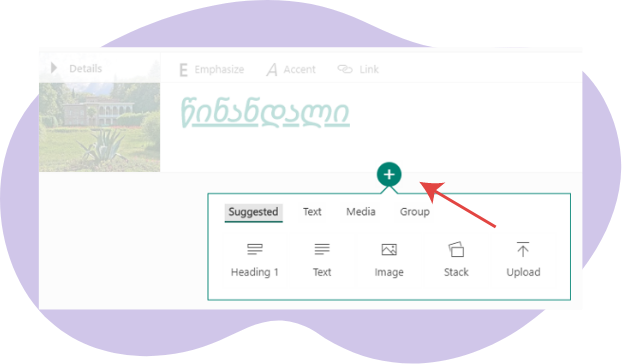 Details
E Emphasize A Accent Link
წინანდალი
Suggested Text Media Group
Heading 1 Text Image Stack Upload